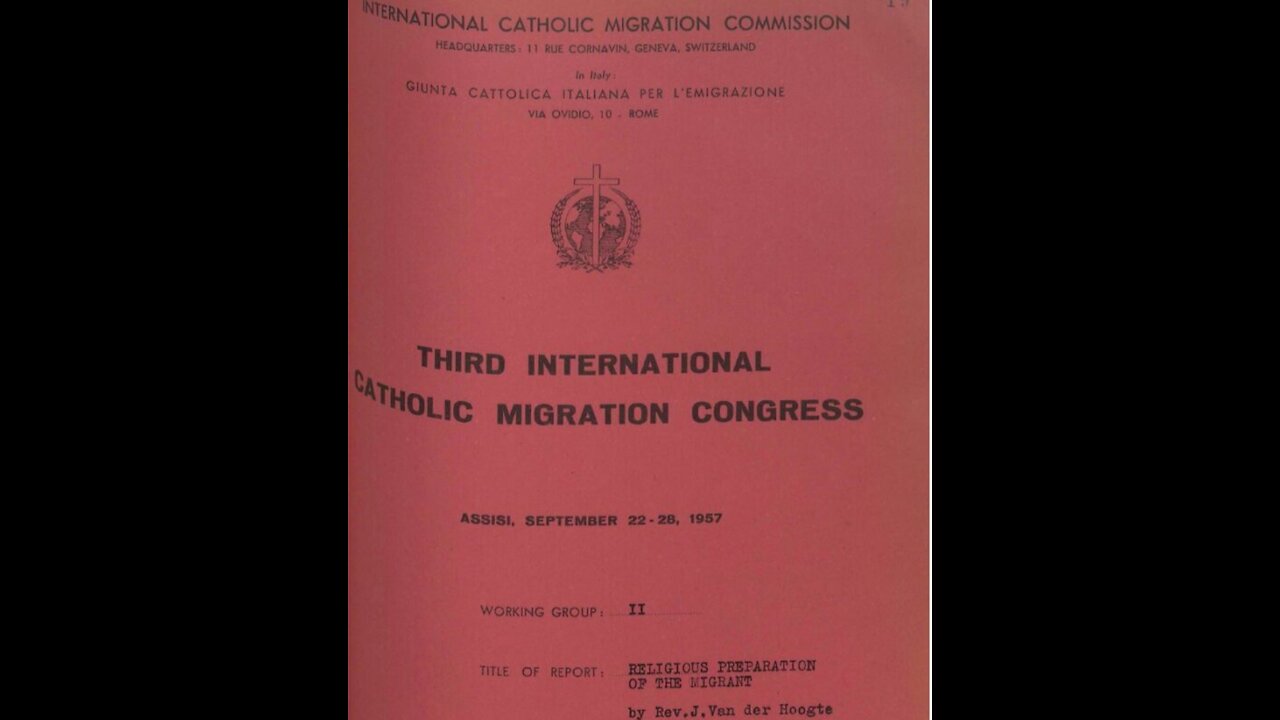 INTERNATIONAL CATHOLIC MIGRATION COMMISSION
HEADQUARTERS: 11 RUE CORNAVIN, GENEVA, SWITZERLAND
In Italy:
GIUNTA CATTOLICA ITALIANA PER L'EMIGRAZIONE
VIA OVIDIO, 10 - ROME
THIRD INTERNATIONAL
CATHOLIC MIGRATION CONGRESS
ASSISI, SEPTEMBER 22-28, 1957
WORKING GROUP: II
TITLE OF REPORT: RELIGIOUS PREPARATION
OF THE MIGRANT
by Rev.J.Van der Hoogte